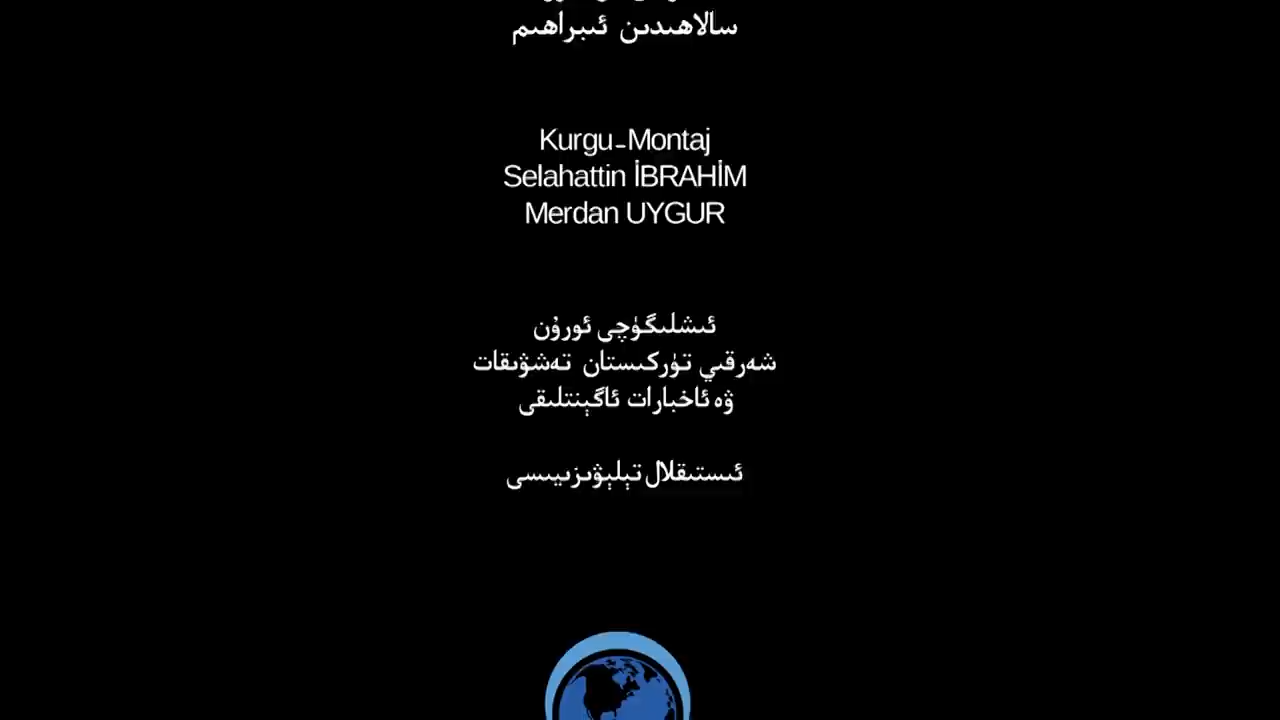 سالاھىدىن ئىبراھىم
Kurgu-Montaj
Selahattin İBRAHİM
Merdan UYGUR
ئىشلىگۈچى ئورۇن
شەرقىي تۈركىستان تەشۋىقات
ۋە ئاخبارات ئاگېنتلىقى
ئىستىقلال تېلېۋىزىيىسى